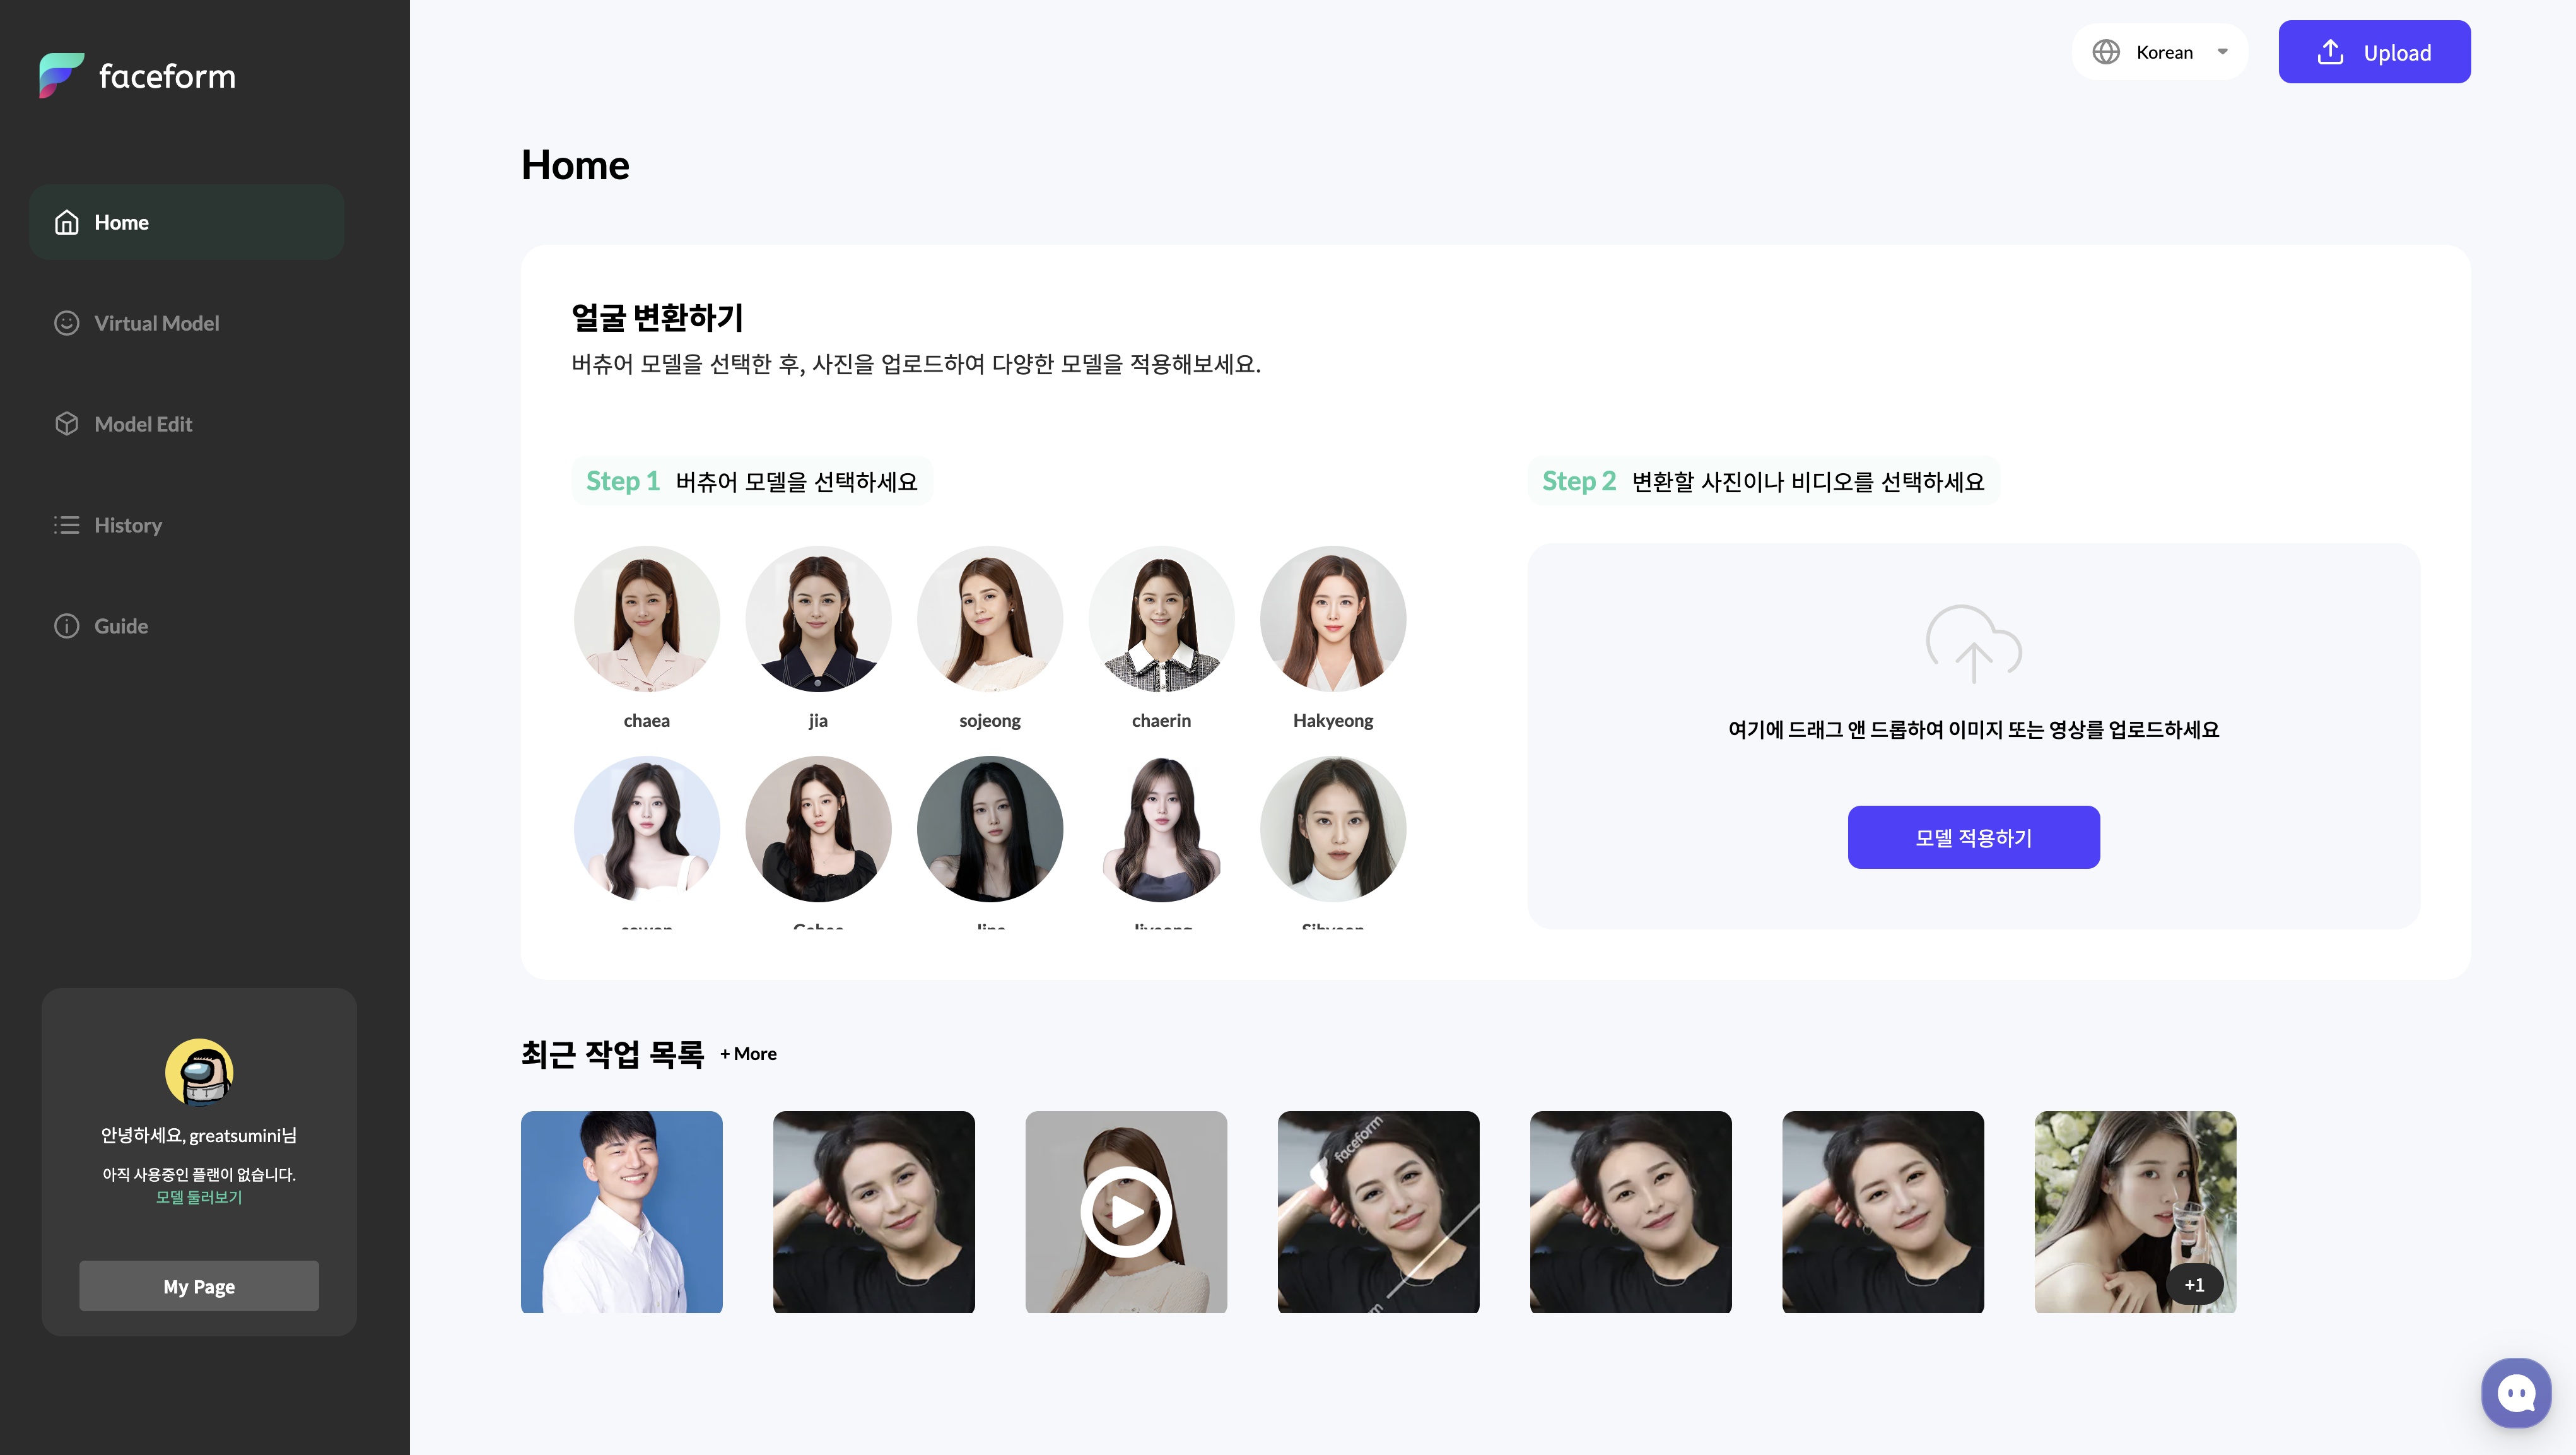 faceform
Home
Virtual Model
Model Edit
History
Guide
안녕하세요, greatsumini님
아직 사용중인 플랜이 없습니다.
모델 둘러보기
My Page
Korean
Upload
Home
얼굴 변환하기
버츄어 모델을 선택한 후, 사진을 업로드하여 다양한 모델을 적용해보세요.
Step 1 버츄어 모델을 선택하세요
chaea
jia
sojeong
chaerin
Hakyeong
Step 2 변환할 사진이나 비디오를 선택하세요
여기에 드래그 앤 드롭하여 이미지 또는 영상를 업로드하세요
모델 적용하기
최근 작업 목록 + More
faceform
+1